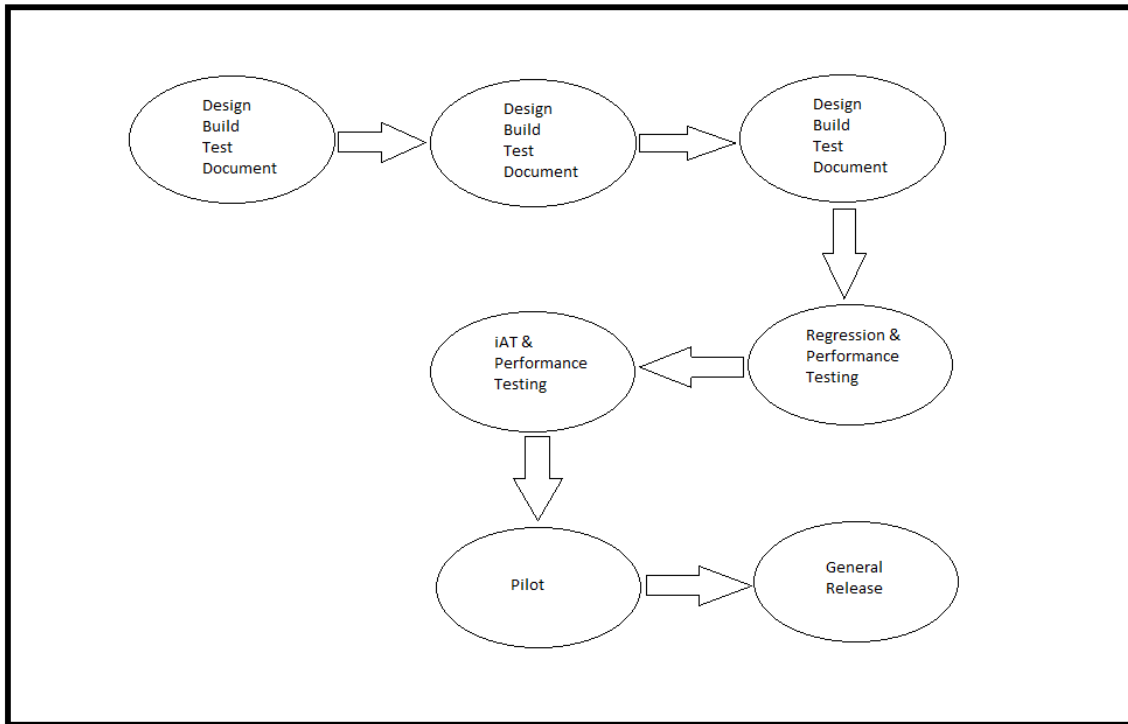 Design
Build
Test
Document
Design
Build
Test
Document
Design
Build
Test
Document
Regression &
Performance
Testing
iAT &
Performance
Testing
Pilot
General
Release